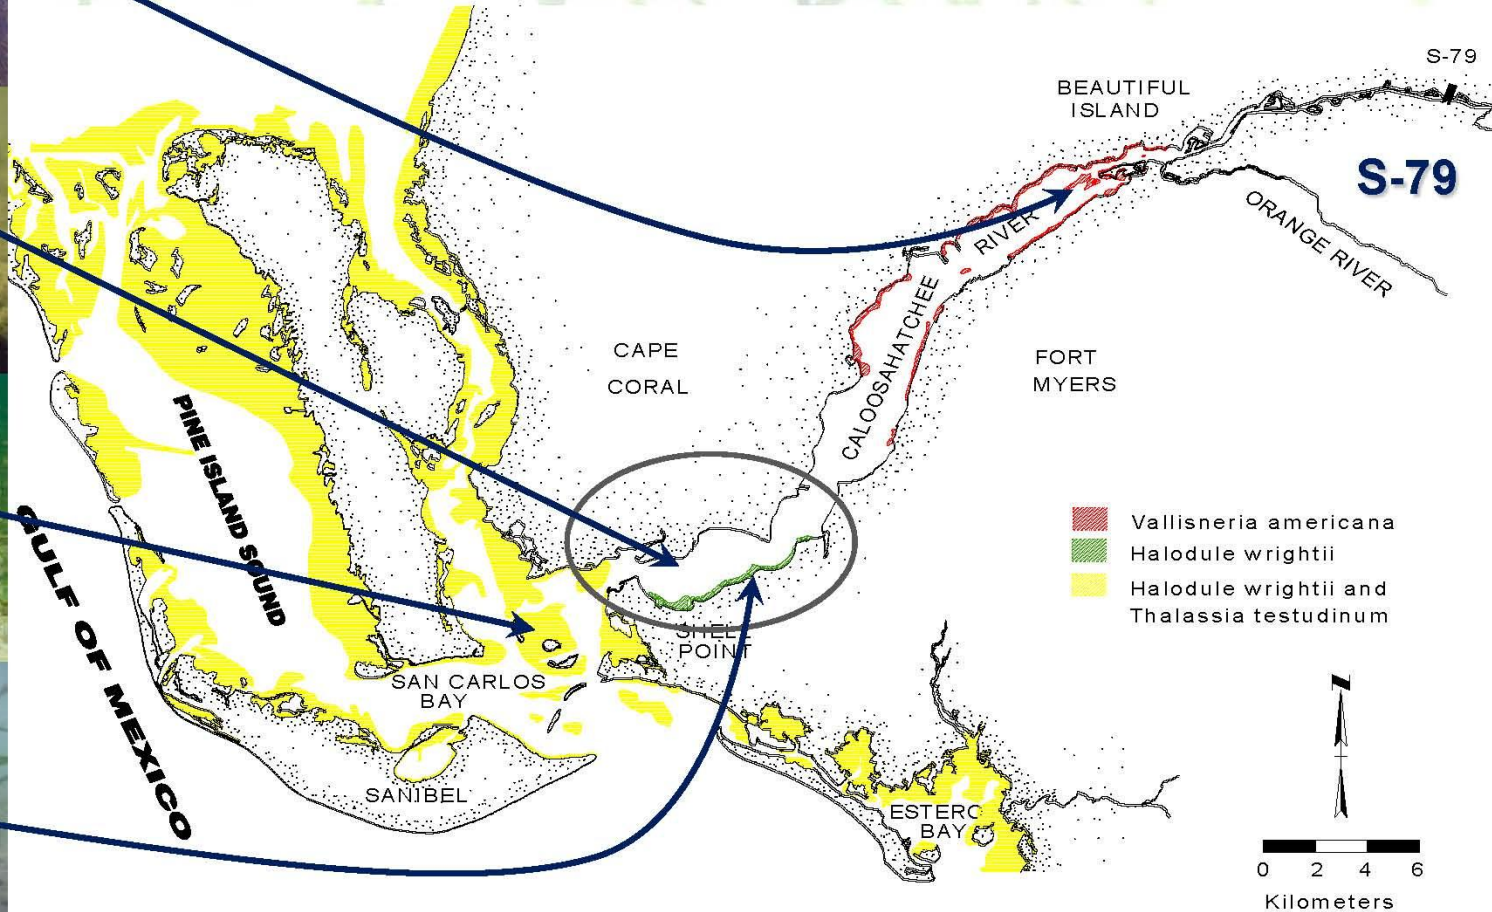 S-79
BEAUTIFUL
ISLAND
S-79
ORANGE RIVER
CALOOSAHATCHEE RIVER
CAPE
CORAL
FORT
MYERS
PINE ISLAND SOUND
GULF OF MEXICO
Vallisneria americana
Halodule wrightii
Halodule wrightii and
Thalassia testudinum
SHELL
POINT
SAN CARLOS
BAY
SANIBEL
ESTERO
BAY
N
0 2 4 6
Kilometers